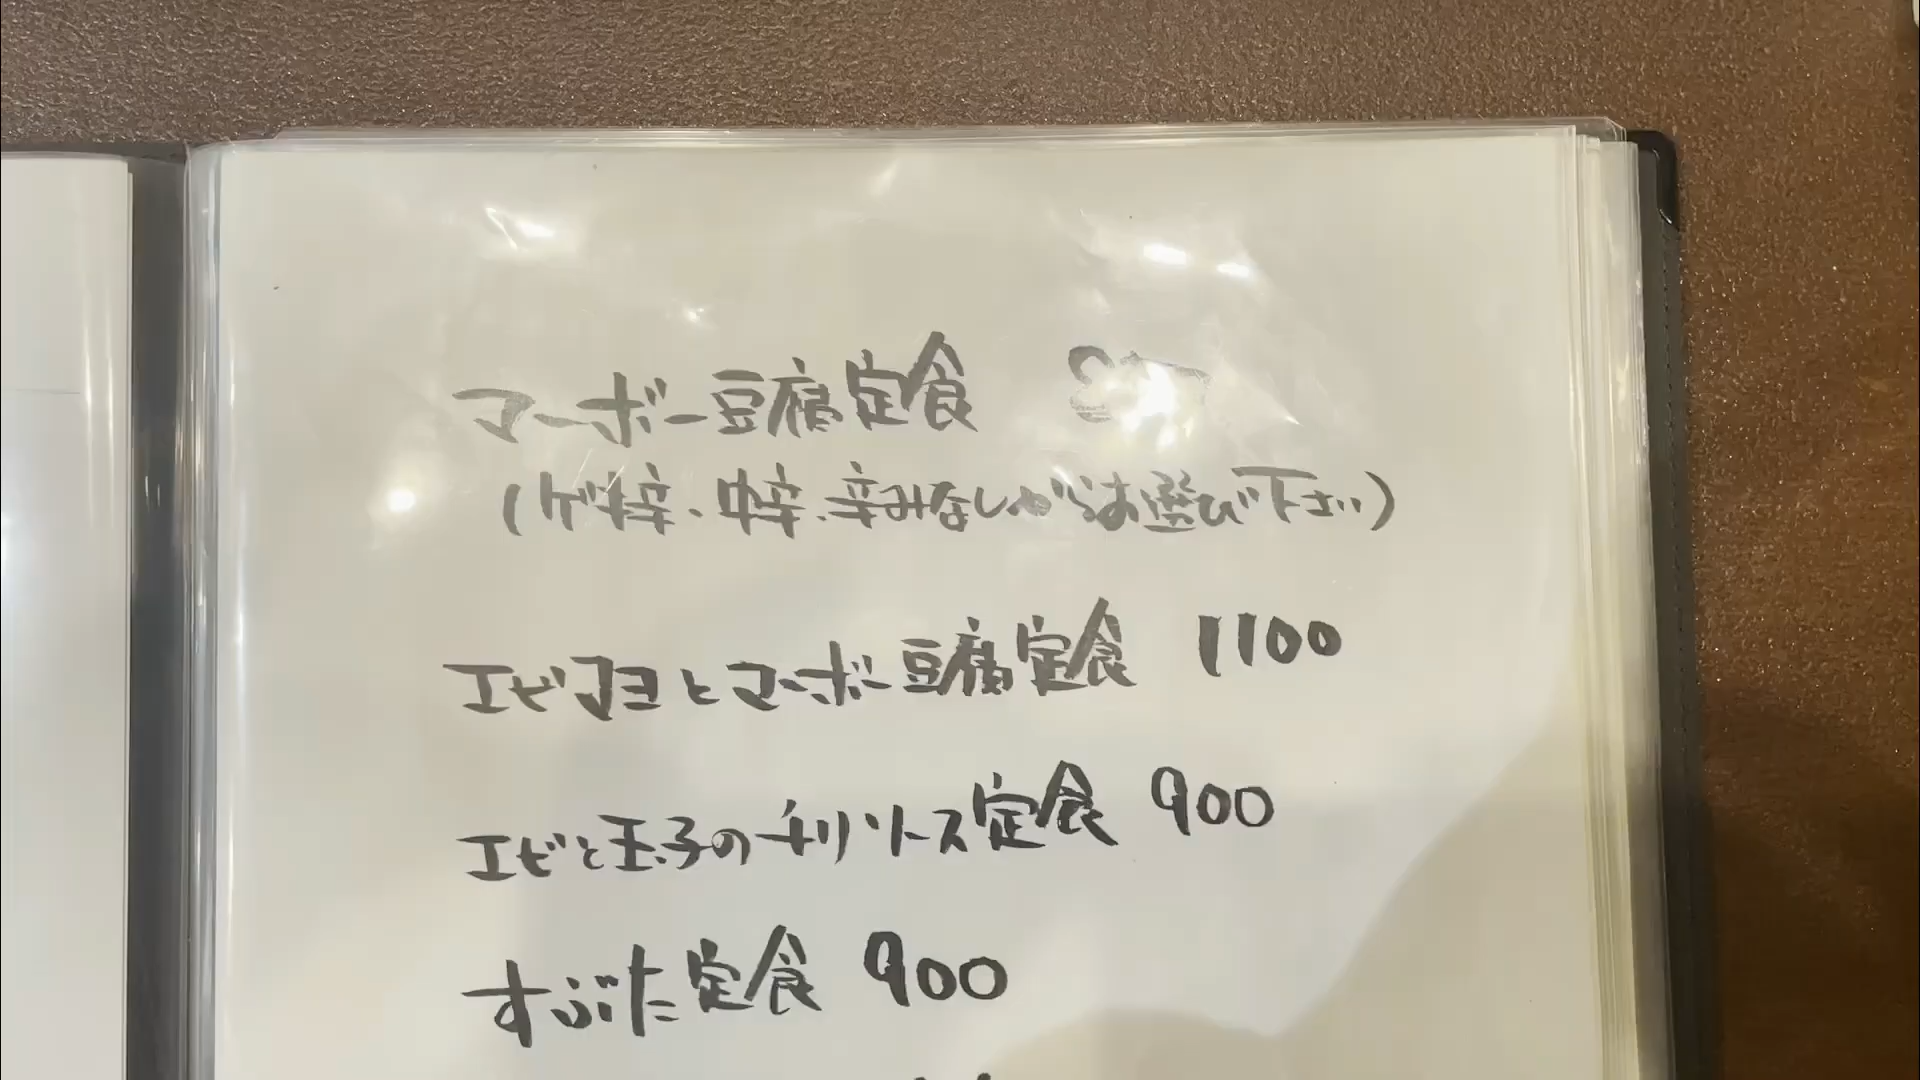 マーボー豆腐定食
(ゲキ辛、中辛、辛みなしからお選び下さい)
エビマヨとマーボー豆腐定食 1100
エビと玉子のチリソース定食 900
すぶた定食 900